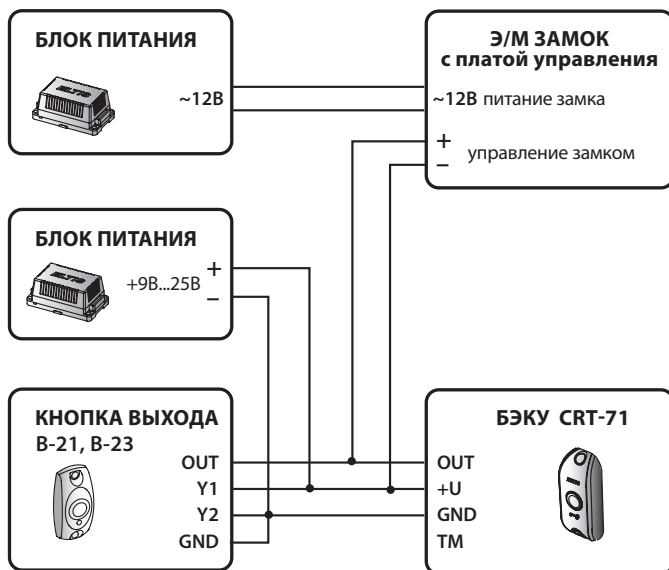 БЛОК ПИТАНИЯ
~12В
Э/М ЗАМОК
с платой управления
~12В питание замка
+
управление замком
–
БЛОК ПИТАНИЯ
+9В...25В
+
–
КНОПКА ВЫХОДА
В-21, В-23
OUT
Y1
Y2
GND
БЭКУ CRT-71
OUT
+U
GND
TM